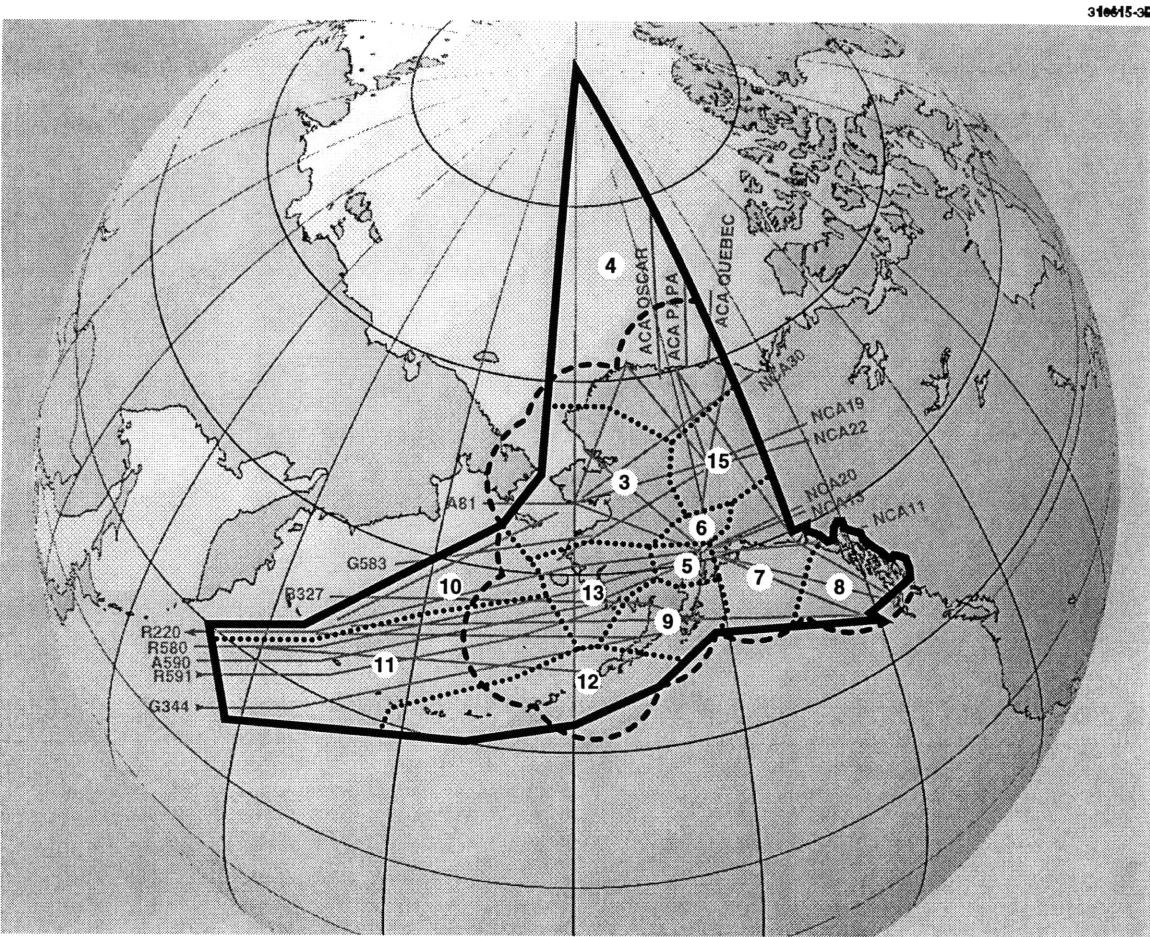 4
ACA OSCAR
ACA PAPA
ACA QUEBEC
NCA30
NCA19
NCA22
15
3
A81
NCA20
NCA13
NCA11
6
G583
5
10
7
8
B327
13
9
R220
R580
A590
11
R591
12
G344